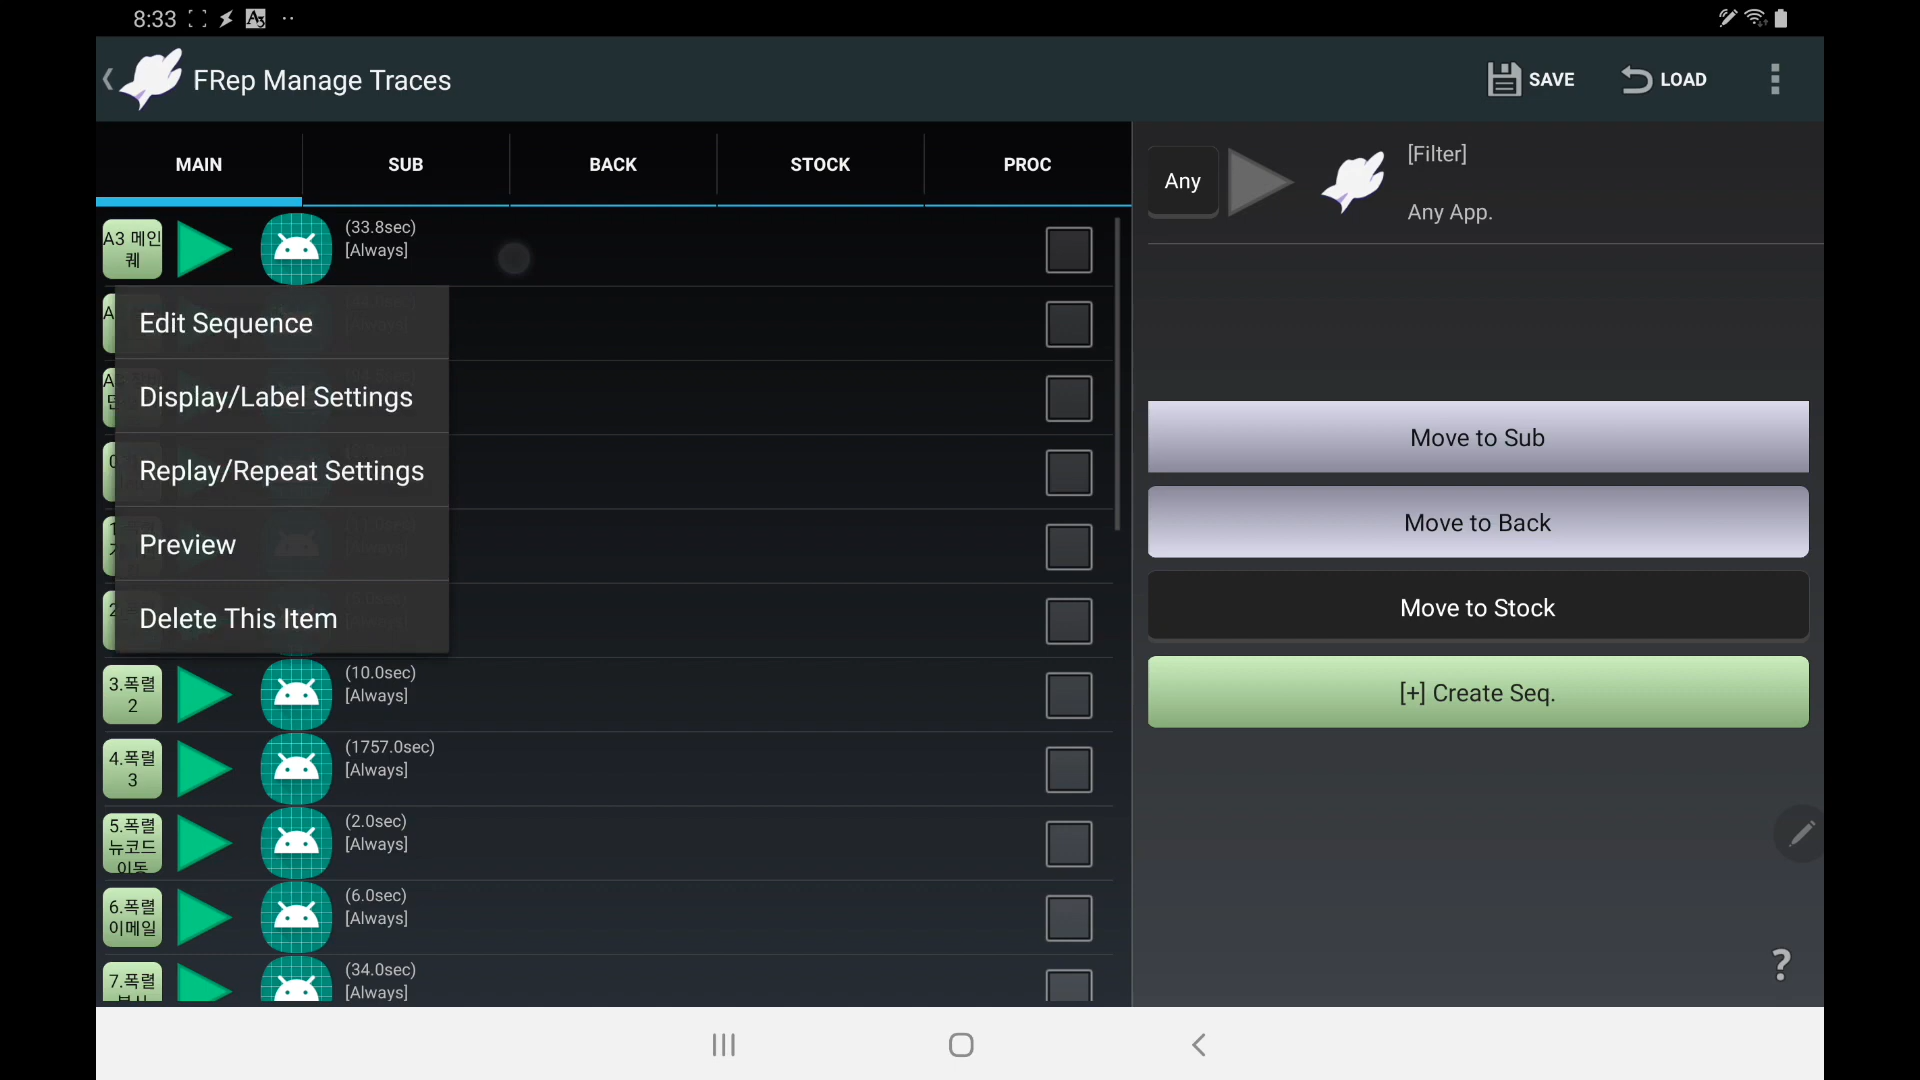 8:33
FRep Manage Traces
SAVE
LOAD
MAIN
SUB
BACK
STOCK
PROC
A3 메인
퀘
(33.8sec)
[Always]
Edit Sequence
Display/Label Settings
Replay/Repeat Settings
Preview
Delete This Item
3.폭렬
2
(10.0sec)
[Always]
4.폭렬
3
(1757.0sec)
[Always]
5.폭렬
뉴코드
이동
(2.0sec)
[Always]
6.폭렬
이메일
(6.0sec)
[Always]
7.폭렬
(34.0sec)
[Always]
Any
[Filter]
Any App.
Move to Sub
Move to Back
Move to Stock
[+] Create Seq.
?